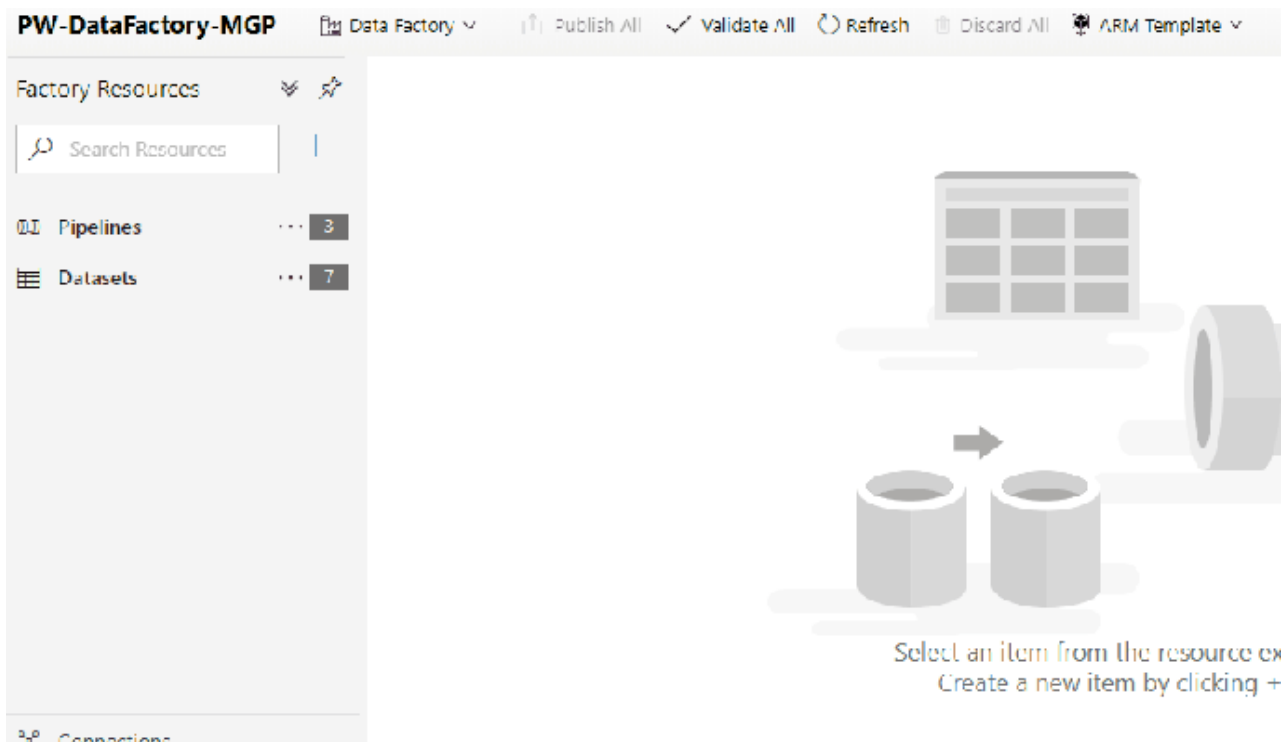 PW-DataFactory-MGP Data Factory Publish All Validate All Refresh Discard All ARM Template
Factory Resources
Search Resources
Pipelines ··· 3
Datasets ··· 7
Select an item from the resource ex
Create a new item by clicking +
Connections